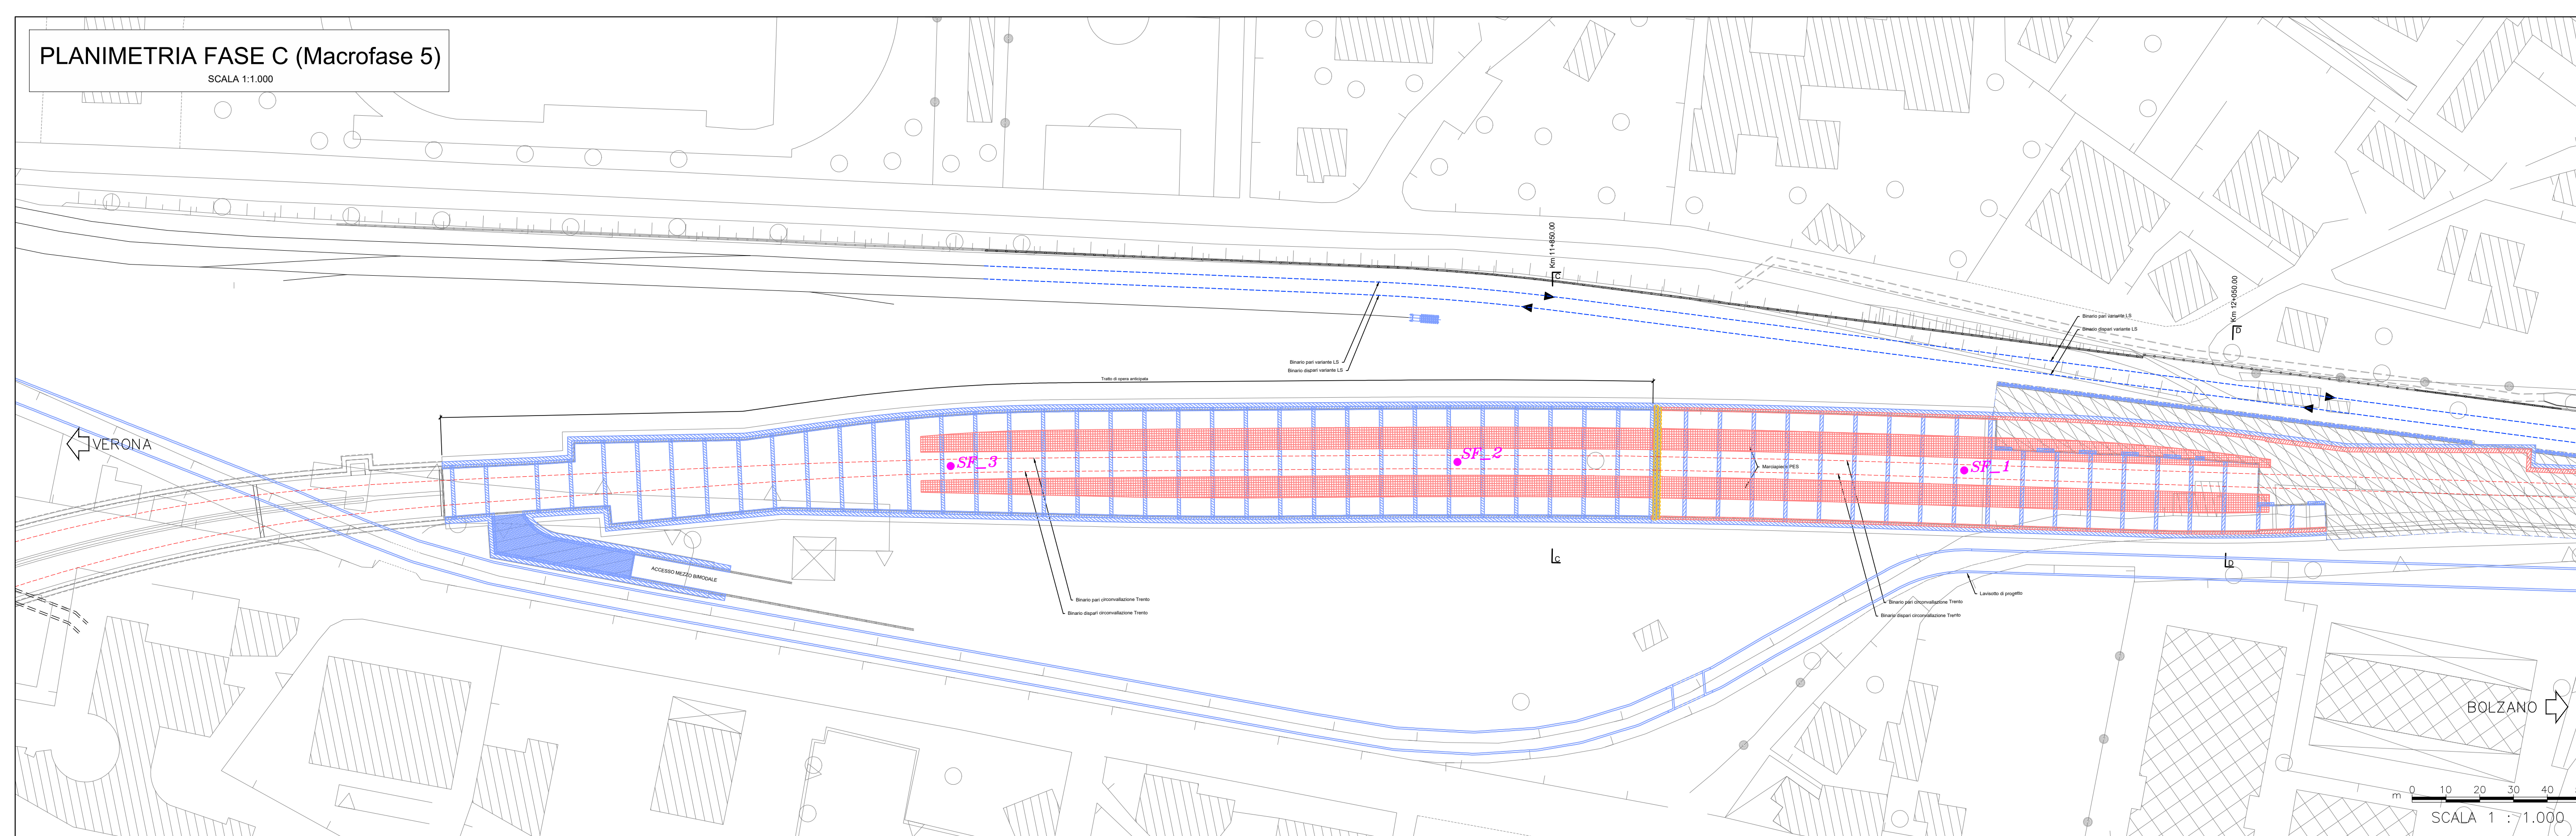 PLANIMETRIA FASE C (Macrofase 5)
SCALA 1:1.000
Km 11+850.00
C
Km 12+050.00
D
Binario pari variante LS
Binario dispari variante LS
Binario pari variante LS
Binario dispari variante LS
Tratto di opera anticipata
VERONA
SF_3
SF_2
SF_1
Marciapiedi PES
C
D
ACCESSO MEZZO BIMODALE
Binario pari circonvallazione Trento
Binario dispari circonvallazione Trento
Binario pari circonvallazione Trento
Binario dispari circonvallazione Trento
Lavisotto di progetto
BOLZANO
m 0 10 20 30 40
SCALA 1 : 1.000